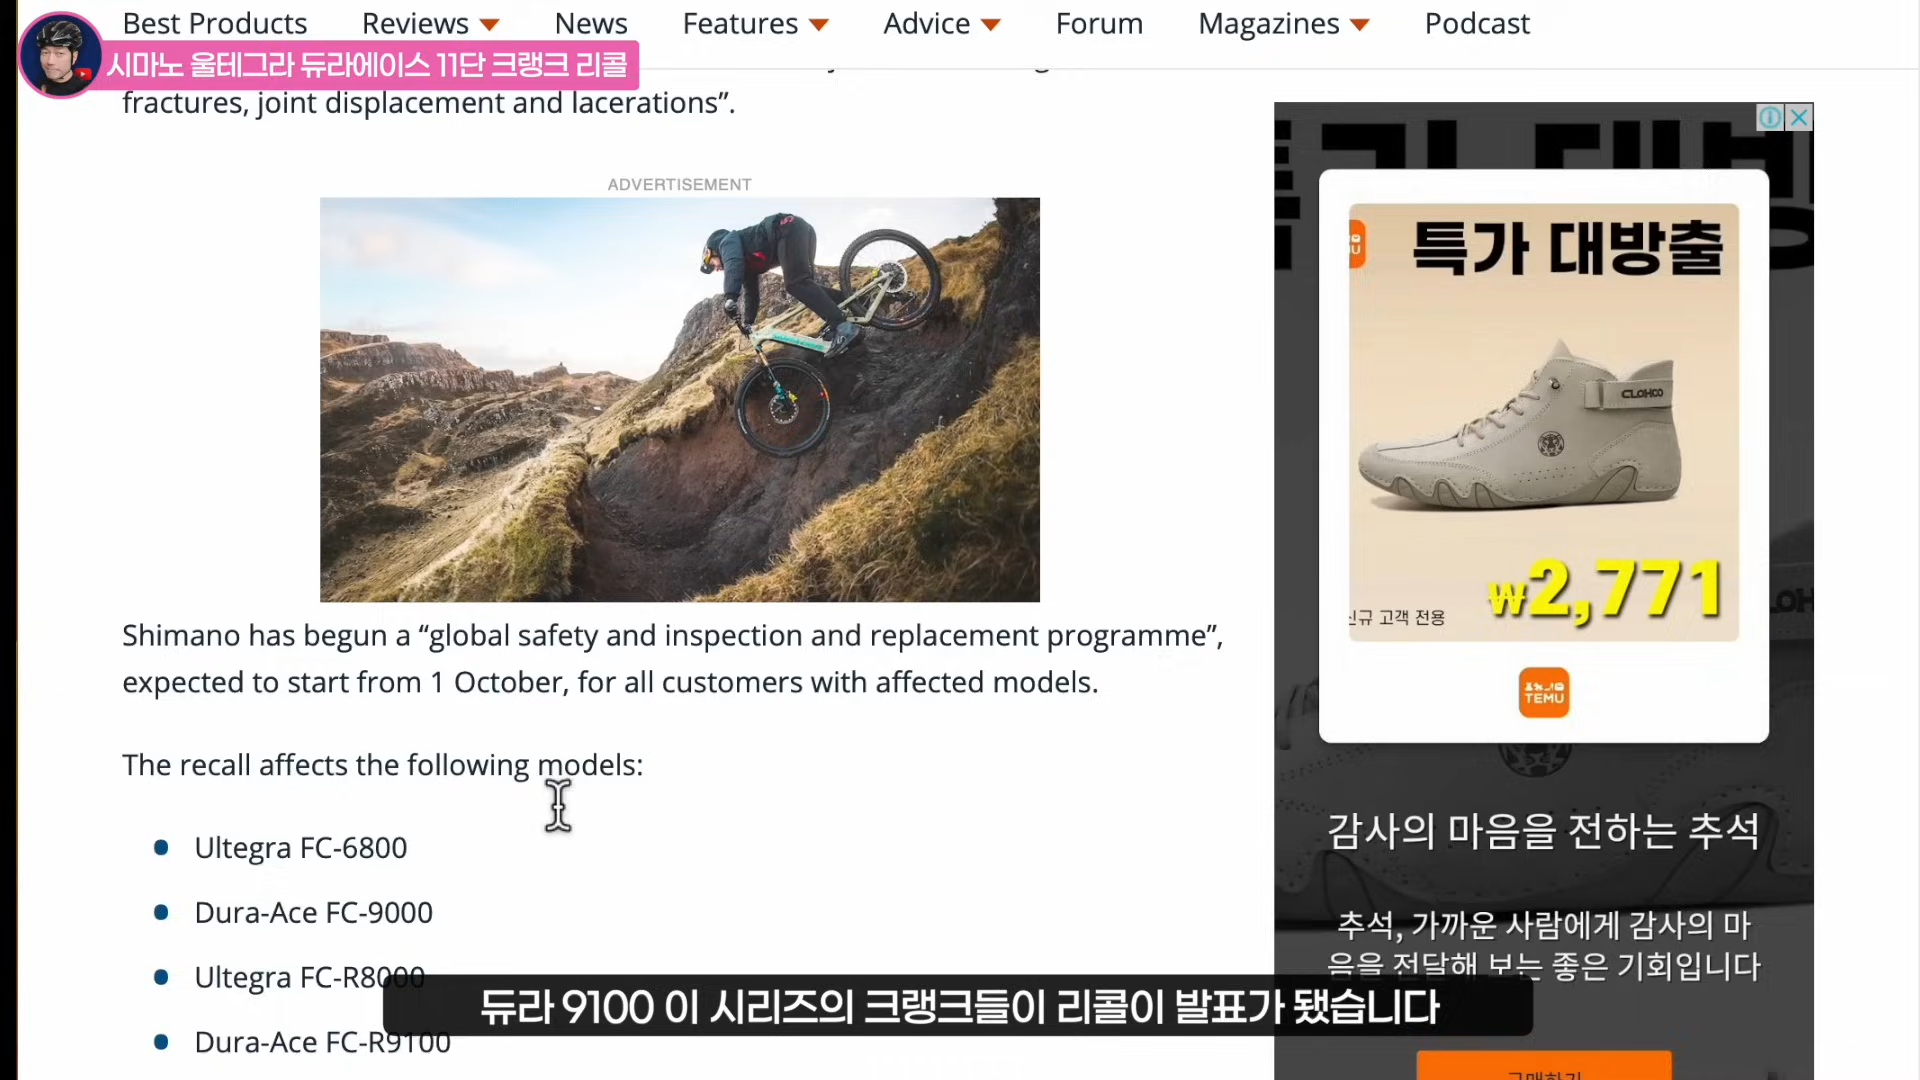 Best Products Reviews News Features Advice Forum Magazines Podcast
시마노 울테그라 듀라에이스 11단 크랭크 리콜
fractures, joint displacement and lacerations”.
ADVERTISEMENT
Shimano has begun a “global safety and inspection and replacement programme”,
expected to start from 1 October, for all customers with affected models.
The recall affects the following models:
Ultegra FC-6800
Dura-Ace FC-9000
Ultegra FC-R8000
Dura-Ace FC-R9100
듀라 9100 이 시리즈의 크랭크들이 리콜이 발표가 됐습니다
특가 대방출
CLOHOO
₩2,771
신규 고객 전용
TEMU
감사의 마음을 전하는 추석
추석, 가까운 사람에게 감사의 마
음을 전달해 보는 좋은 기회입니다
구매하기